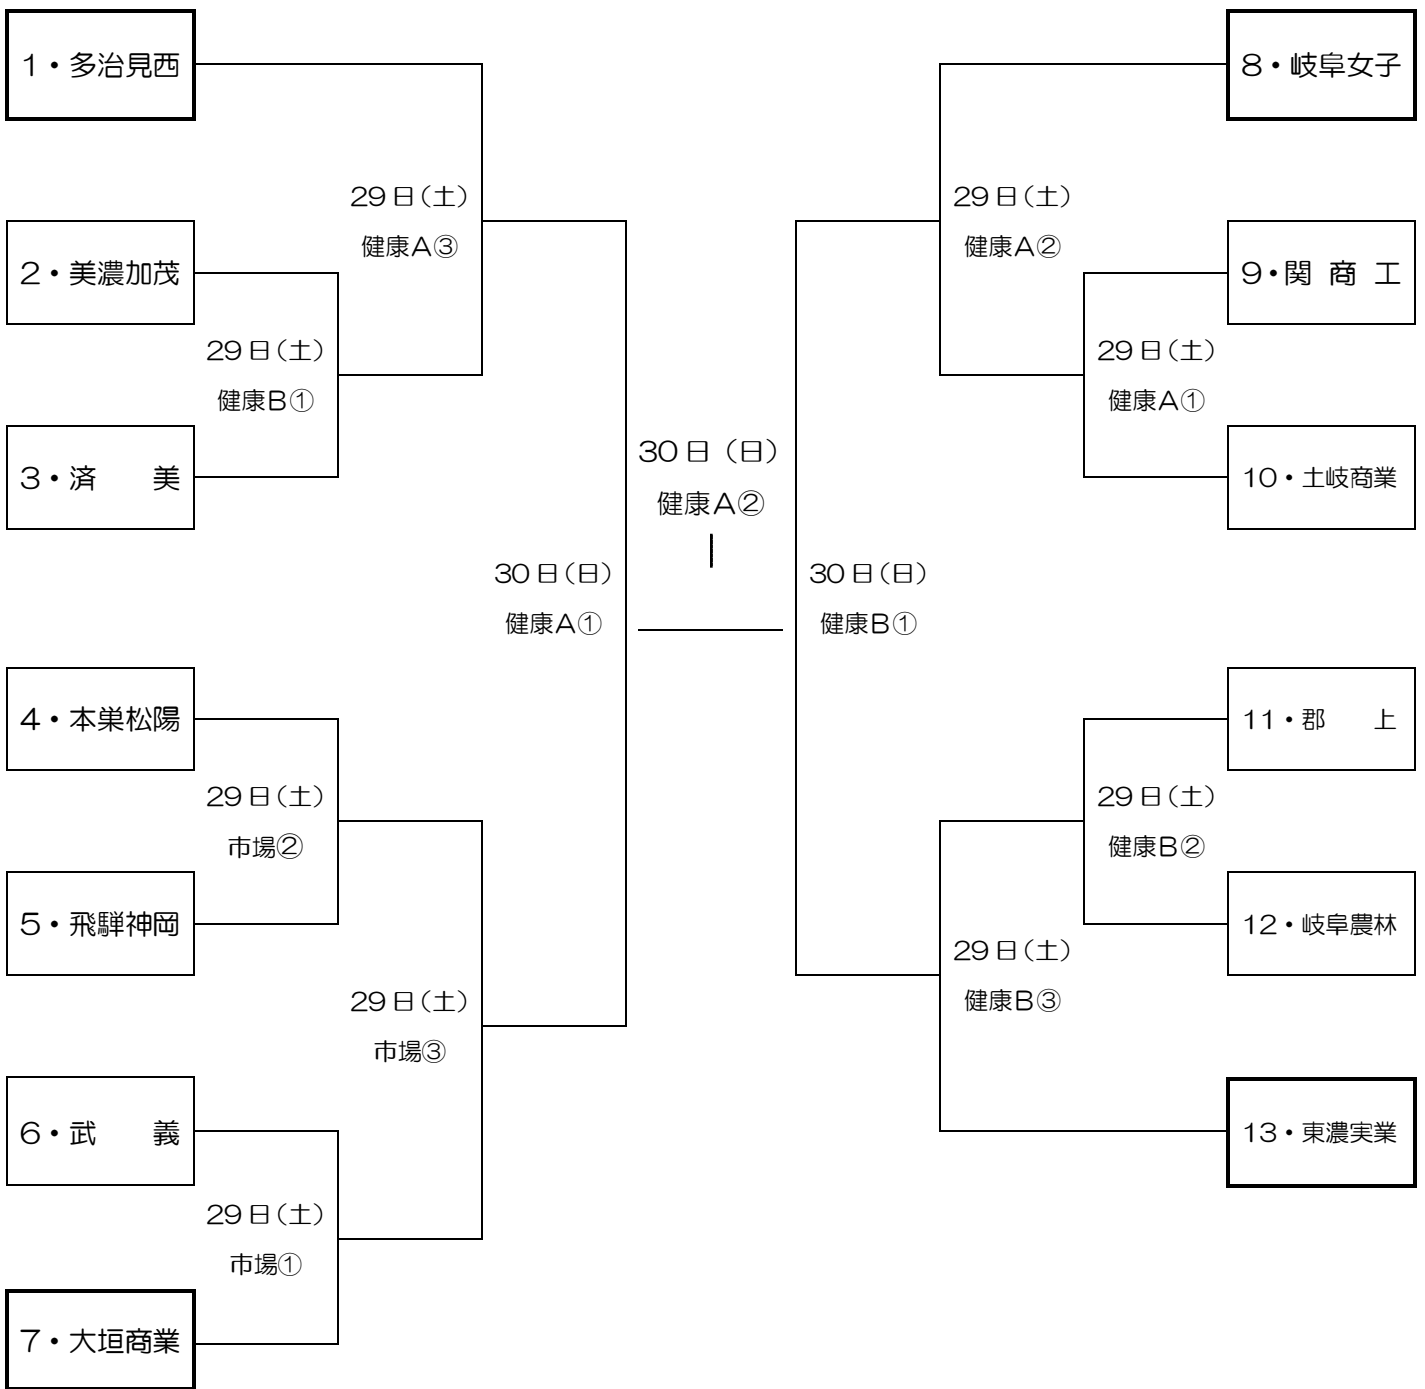 1・多治見西
29日(土)
健康A③
2・美濃加茂
29日(土)
健康B①
3・済　　美
30日(日)
健康A①
4・本巣松陽
29日(土)
市場②
5・飛騨神岡
29日(土)
市場③
6・武　　義
29日(土)
市場①
7・大垣商業
30日（日）
健康A②
8・岐阜女子
29日(土)
健康A②
9・関 商 工
29日(土)
健康A①
10・土岐商業
30日(日)
健康B①
11・郡　　上
29日(土)
健康B②
12・岐阜農林
29日(土)
健康B③
13・東濃実業